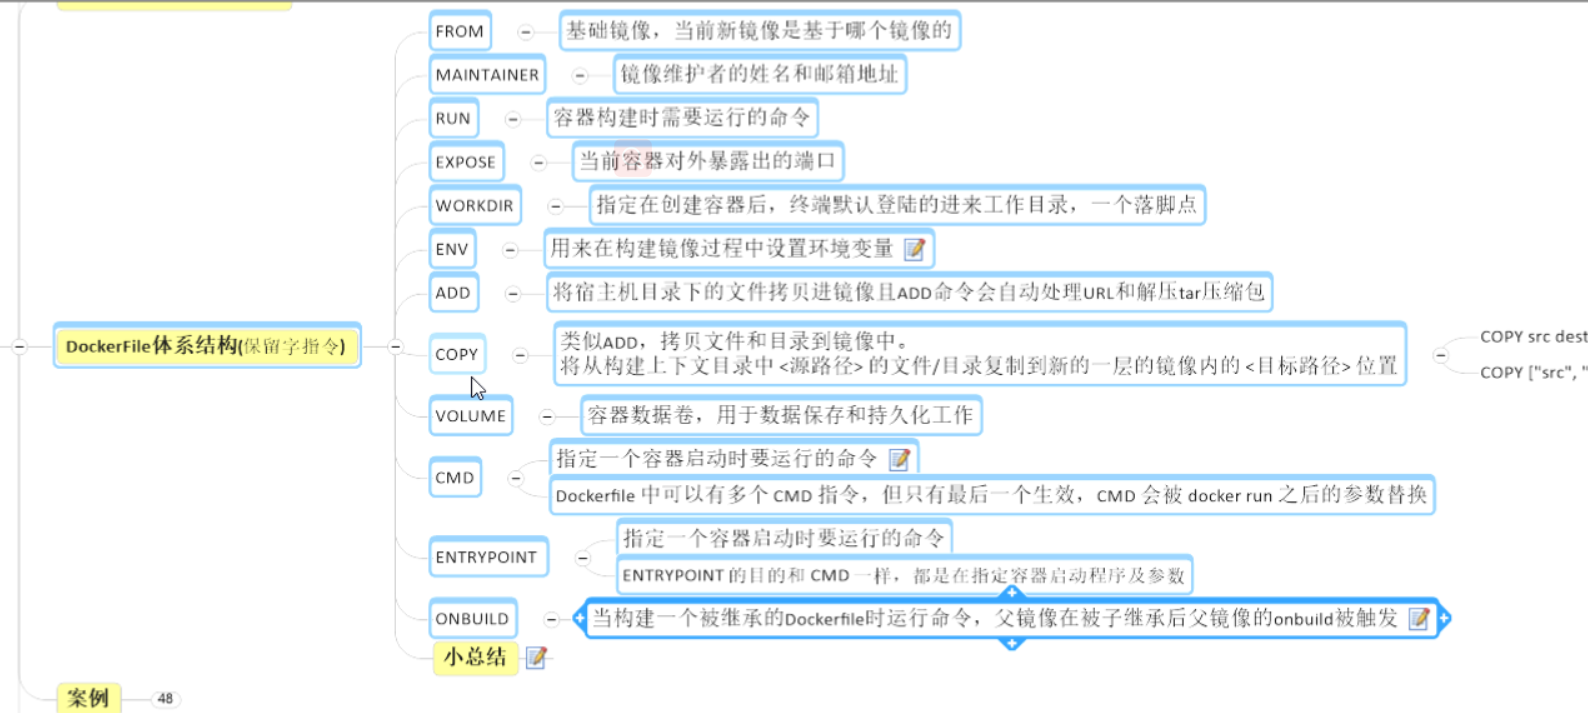 FROM
基础镜像，当前新镜像是基于哪个镜像的
MAINTAINER
镜像维护者的姓名和邮箱地址
RUN
容器构建时需要运行的命令
EXPOSE
当前容器对外暴露出的端口
WORKDIR
指定在创建容器后，终端默认登陆的进来工作目录，一个落脚点
ENV
用来在构建镜像过程中设置环境变量
ADD
将宿主机目录下的文件拷贝进镜像且ADD命令会自动处理URL和解压tar压缩包
DockerFile体系结构(保留字指令)
COPY
类似ADD，拷贝文件和目录到镜像中。
将从构建上下文目录中 <源路径> 的文件/目录复制到新的一层的镜像内的 <目标路径> 位置
COPY src dest
COPY ["src", "
VOLUME
容器数据卷，用于数据保存和持久化工作
CMD
指定一个容器启动时要运行的命令
Dockerfile 中可以有多个 CMD 指令，但只有最后一个生效，CMD 会被 docker run 之后的参数替换
ENTRYPOINT
指定一个容器启动时要运行的命令
ENTRYPOINT 的目的和 CMD 一样，都是在指定容器启动程序及参数
ONBUILD
当构建一个被继承的Dockerfile时运行命令，父镜像在被子继承后父镜像的onbuild被触发
小总结
案例
48